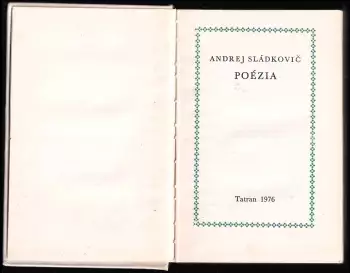 ANDREJ SLÁDKOVIČ
POÉZIA
Tatran 1976